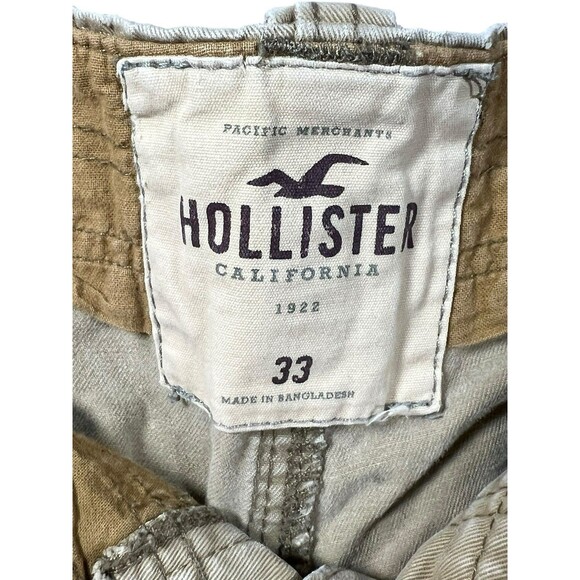 PACIFIC MERCHANTS
HOLLISTER
CALIFORNIA
1922
33
MADE IN BANGLADESH